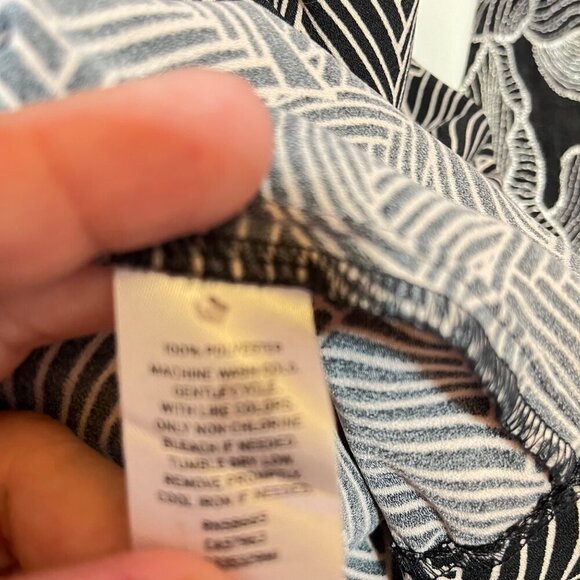 100% POLYESTER
MACHINE WASH COLD
GENTLE CYCLE
WITH LIKE COLORS
ONLY NON-CHLORINE
BLEACH IF NEEDED
TUMBLE DRY LOW
REMOVE PROMPTLY
COOL IRON IF NEEDED